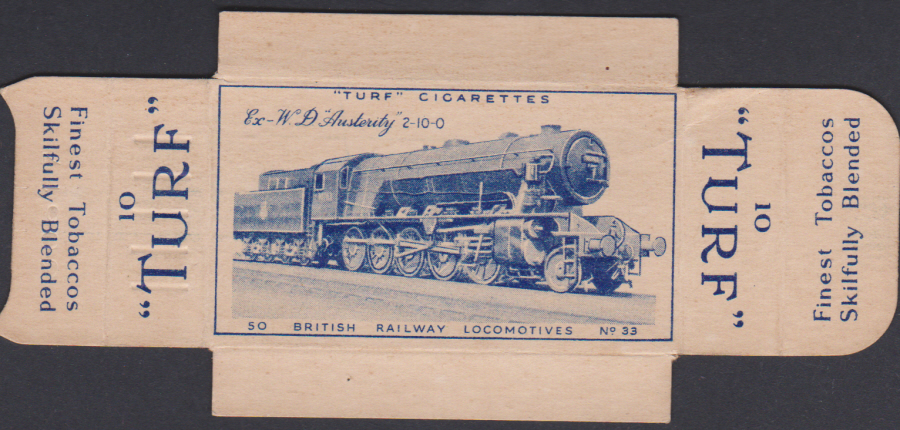 Finest Tobaccos
Skilfully Blended
10
"TURF"
"TURF" CIGARETTES
Ex-W.D "Austerity" 2-10-0
50 BRITISH RAILWAY LOCOMOTIVES Nº 33
"TURF"
10
Finest Tobaccos
Skilfully Blended